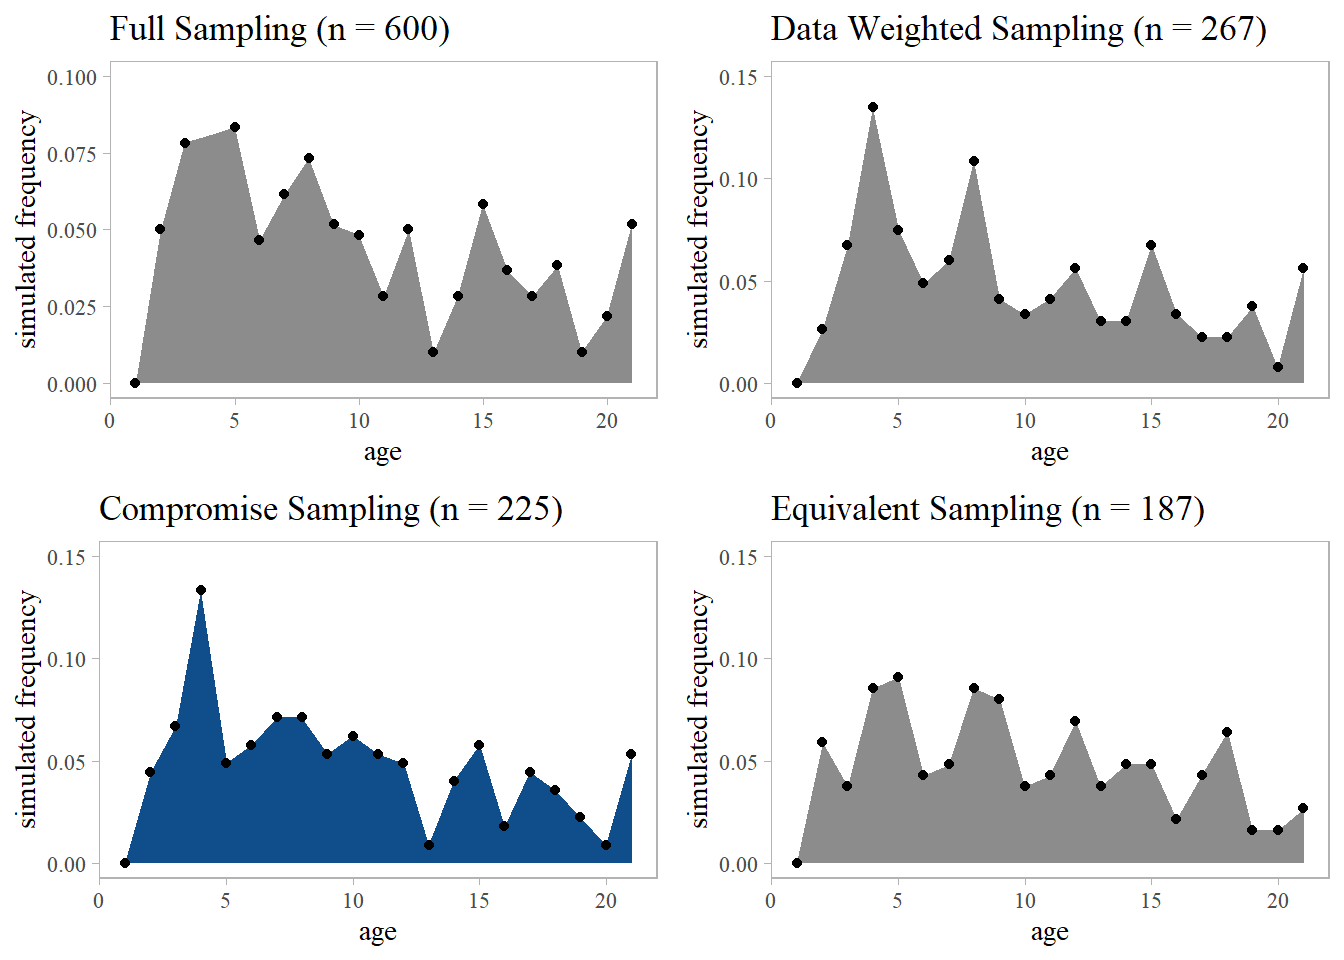 Full Sampling (n = 600)
simulated frequency
0.100
0.075
0.050
0.025
0.000
0 5 10 15 20
age
Data Weighted Sampling (n = 267)
simulated frequency
0.15
0.10
0.05
0.00
0 5 10 15 20
age
Compromise Sampling (n = 225)
simulated frequency
0.15
0.10
0.05
0.00
0 5 10 15 20
age
Equivalent Sampling (n = 187)
simulated frequency
0.15
0.10
0.05
0.00
0 5 10 15 20
age